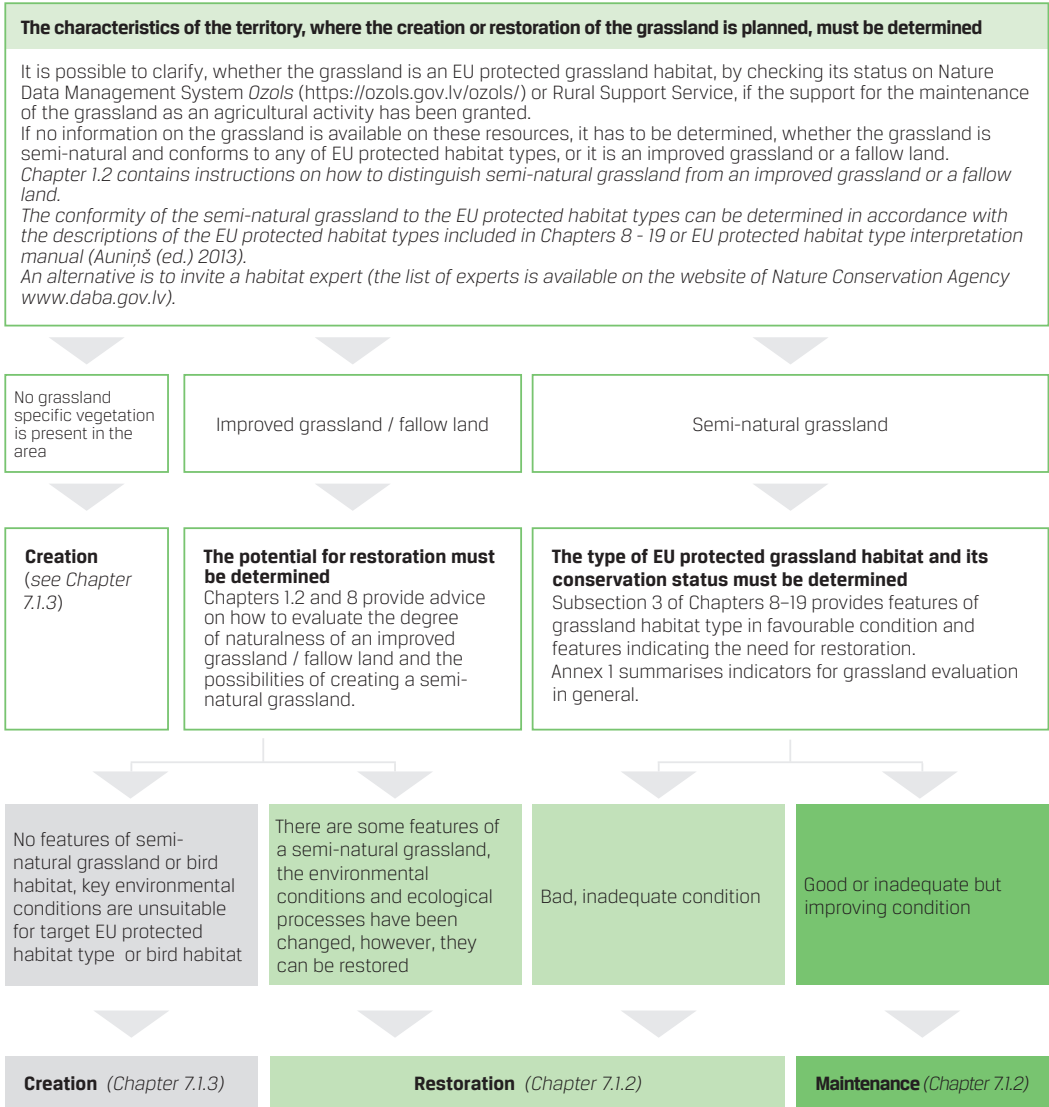 The characteristics of the territory, where the creation or restoration of the grassland is planned, must be determined
It is possible to clarify, whether the grassland is an EU protected grassland habitat, by checking its status on Nature
Data Management System Ozols (https://ozols.gov.lv/ozols/) or Rural Support Service, if the support for the maintenance
of the grassland as an agricultural activity has been granted.
If no information on the grassland is available on these resources, it has to be determined, whether the grassland is
semi-natural and conforms to any of EU protected habitat types, or it is an improved grassland or a fallow land.
Chapter 1.2 contains instructions on how to distinguish semi-natural grassland from an improved grassland or a fallow
land.
The conformity of the semi-natural grassland to the EU protected habitat types can be determined in accordance with
the descriptions of the EU protected habitat types included in Chapters 8 - 19 or EU protected habitat type interpretation
manual (Auniņš (ed.) 2013).
An alternative is to invite a habitat expert (the list of experts is available on the website of Nature Conservation Agency
www.daba.gov.lv).
No grassland
specific vegetation
is present in the
area
Improved grassland / fallow land
Semi-natural grassland
Creation
(see Chapter
7.1.3)
The potential for restoration must
be determined
Chapters 1.2 and 8 provide advice
on how to evaluate the degree
of naturalness of an improved
grassland / fallow land and the
possibilities of creating a semi-
natural grassland.
The type of EU protected grassland habitat and its
conservation status must be determined
Subsection 3 of Chapters 8–19 provides features of
grassland habitat type in favourable condition and
features indicating the need for restoration.
Annex 1 summarises indicators for grassland evaluation
in general.
No features of semi-
natural grassland or bird
habitat, key environmental
conditions are unsuitable
for target EU protected
habitat type or bird habitat
There are some features of
a semi-natural grassland,
the environmental
conditions and ecological
processes have been
changed, however, they
can be restored
Bad, inadequate condition
Good or inadequate but
improving condition
Creation (Chapter 7.1.3)
Restoration (Chapter 7.1.2)
Maintenance (Chapter 7.1.2)